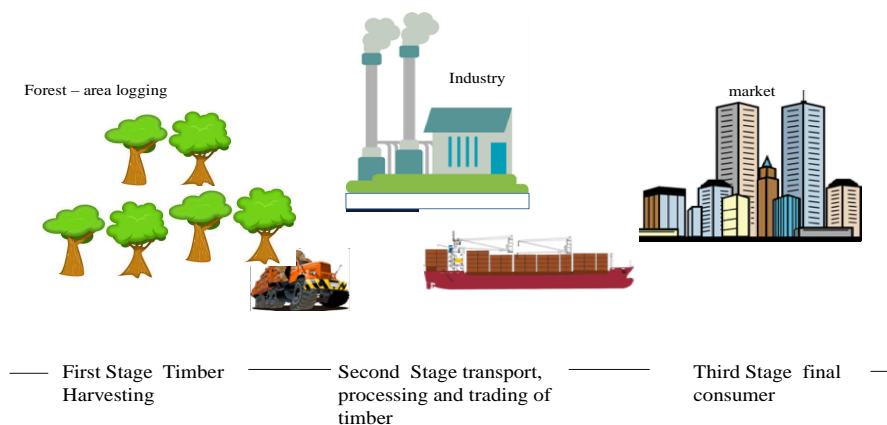 Industry
Forest – area logging
market
First Stage Timber
Harvesting
Second Stage transport,
processing and trading of
timber
Third Stage final
consumer